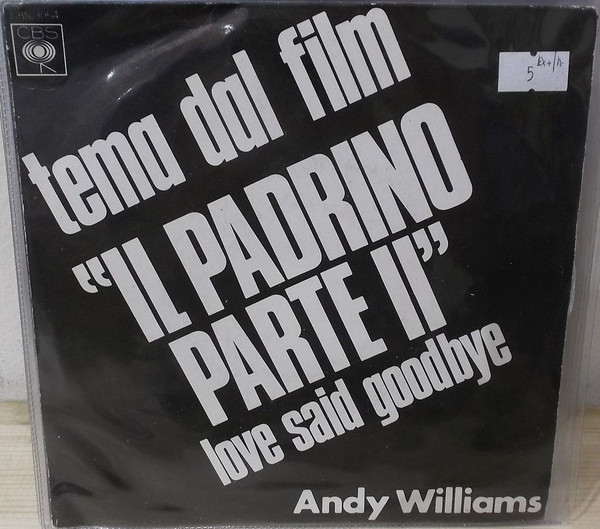 CBS
5
tema dal film
"IL PADRINO
PARTE II"
love said goodbye
Andy Williams